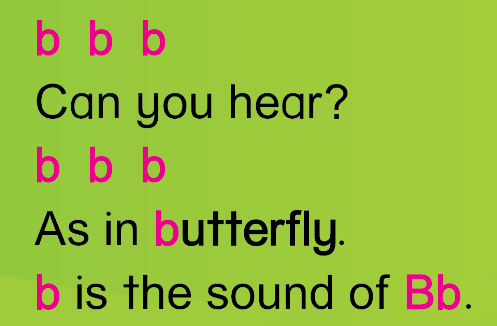 b b b
Can you hear?
b b b
As in butterfly.
b is the sound of Bb.